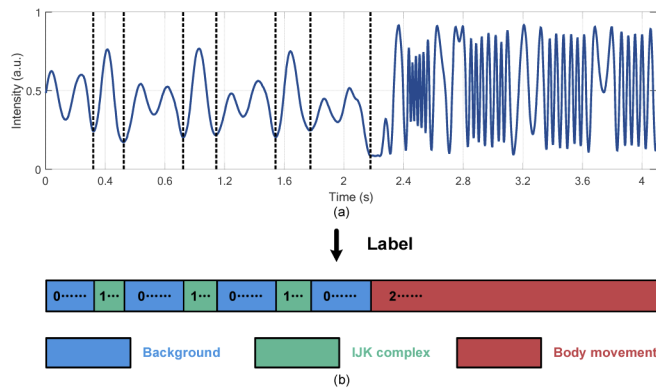 1
0.5
0
Intensity (a.u.)
0 0.4 0.6 1.2 1.6 2 2.4 2.8 3.2 3.6 4
Time (s)
(a)
Label
0...... 1... 0...... 1... 0...... 1... 0...... 2......
Background IJK complex Body movement
(b)